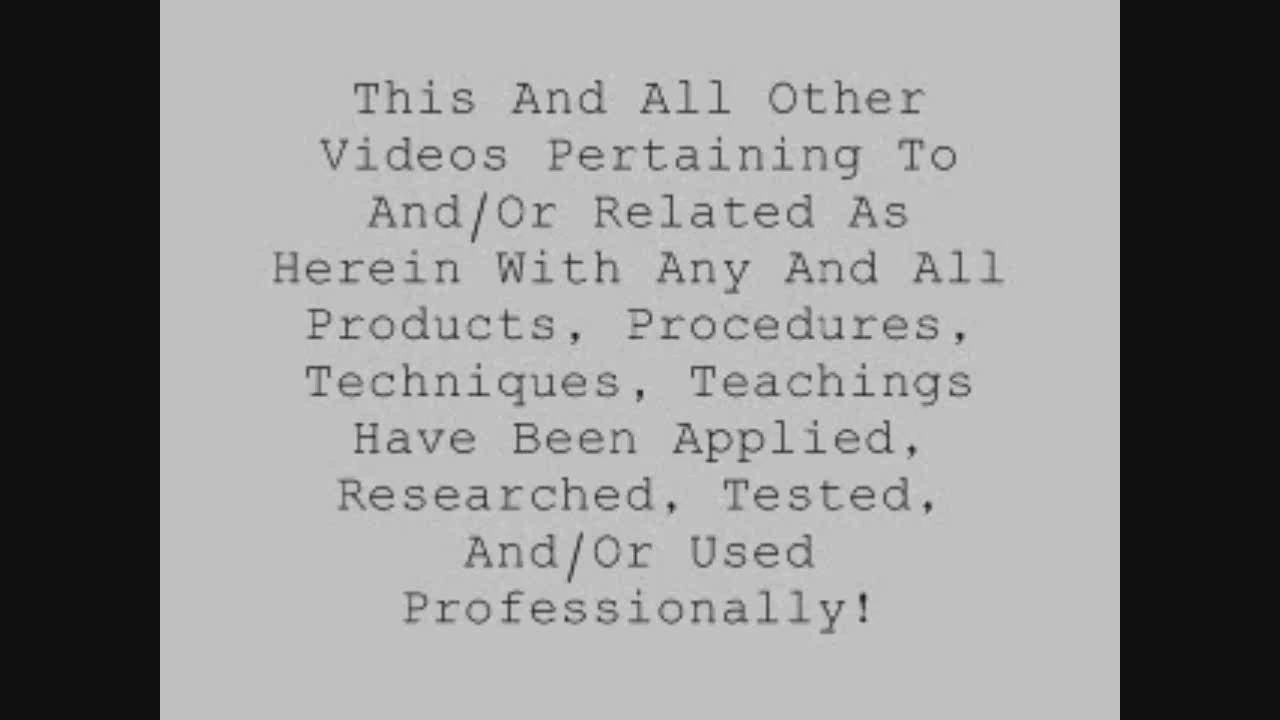 This And All Other
Videos Pertaining To
And/Or Related As
Herein With Any And All
Products, Procedures,
Techniques, Teachings
Have Been Applied,
Researched, Tested,
And/Or Used
Professionally!